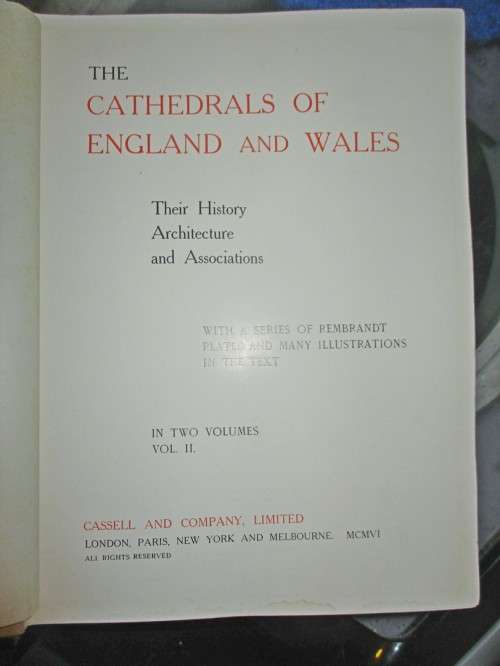 THE
CATHEDRALS OF
ENGLAND AND WALES
Their History
Architecture
and Associations
WITH A SERIES OF REMBRANDT
PLATES AND MANY ILLUSTRATIONS
IN THE TEXT
IN TWO VOLUMES
VOL. II.
CASSELL AND COMPANY, LIMITED
LONDON, PARIS, NEW YORK AND MELBOURNE. MCMVI
ALL RIGHTS RESERVED